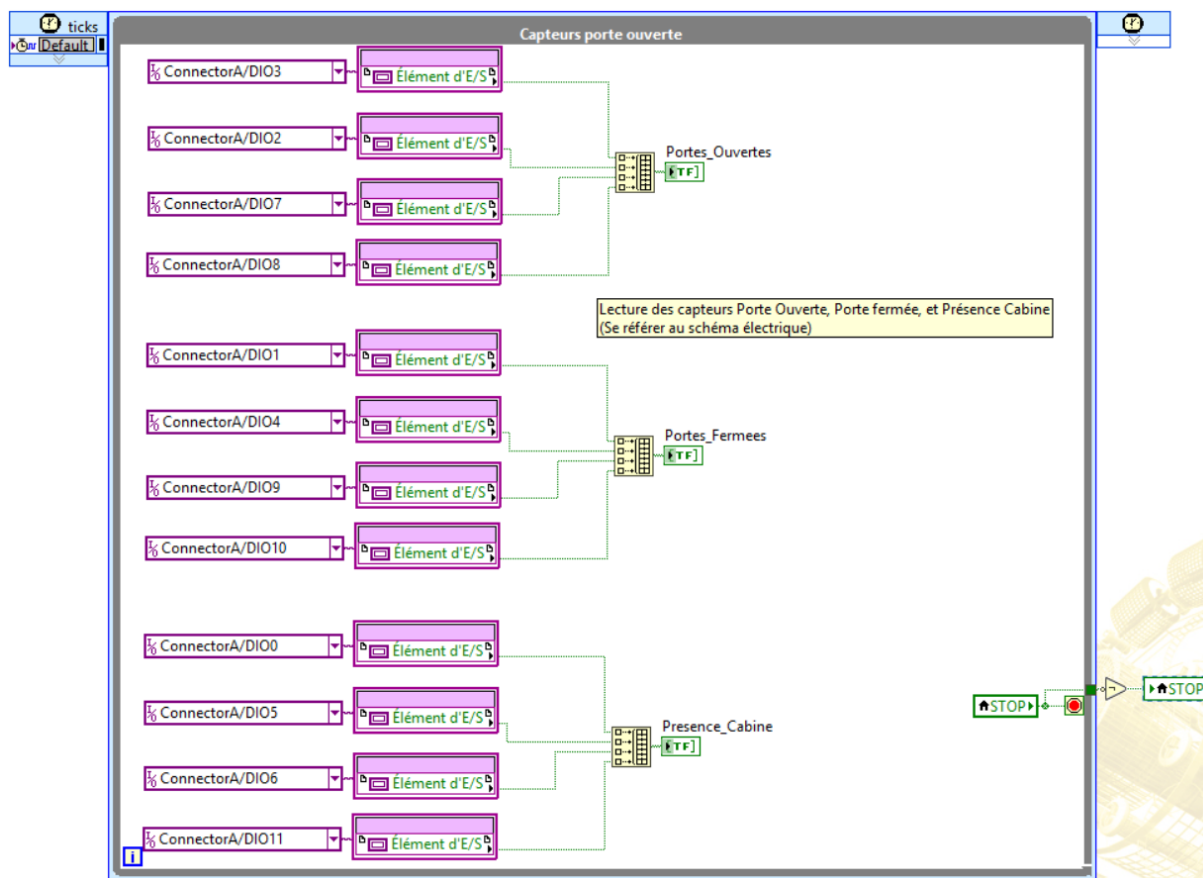 ticks
Default
Capteurs porte ouverte
ConnectorA/DIO3
Élément d'E/S
ConnectorA/DIO2
Élément d'E/S
Portes_Ouvertes
TF
ConnectorA/DIO7
Élément d'E/S
ConnectorA/DIO8
Élément d'E/S
Lecture des capteurs Porte Ouverte, Porte fermée, et Présence Cabine
(Se référer au schéma électrique)
ConnectorA/DIO1
Élément d'E/S
ConnectorA/DIO4
Élément d'E/S
Portes_Fermees
TF
ConnectorA/DIO9
Élément d'E/S
ConnectorA/DIO10
Élément d'E/S
ConnectorA/DIO0
Élément d'E/S
ConnectorA/DIO5
Élément d'E/S
STOP
STOP
Presence_Cabine
TF
ConnectorA/DIO6
Élément d'E/S
ConnectorA/DIO11
Élément d'E/S
i